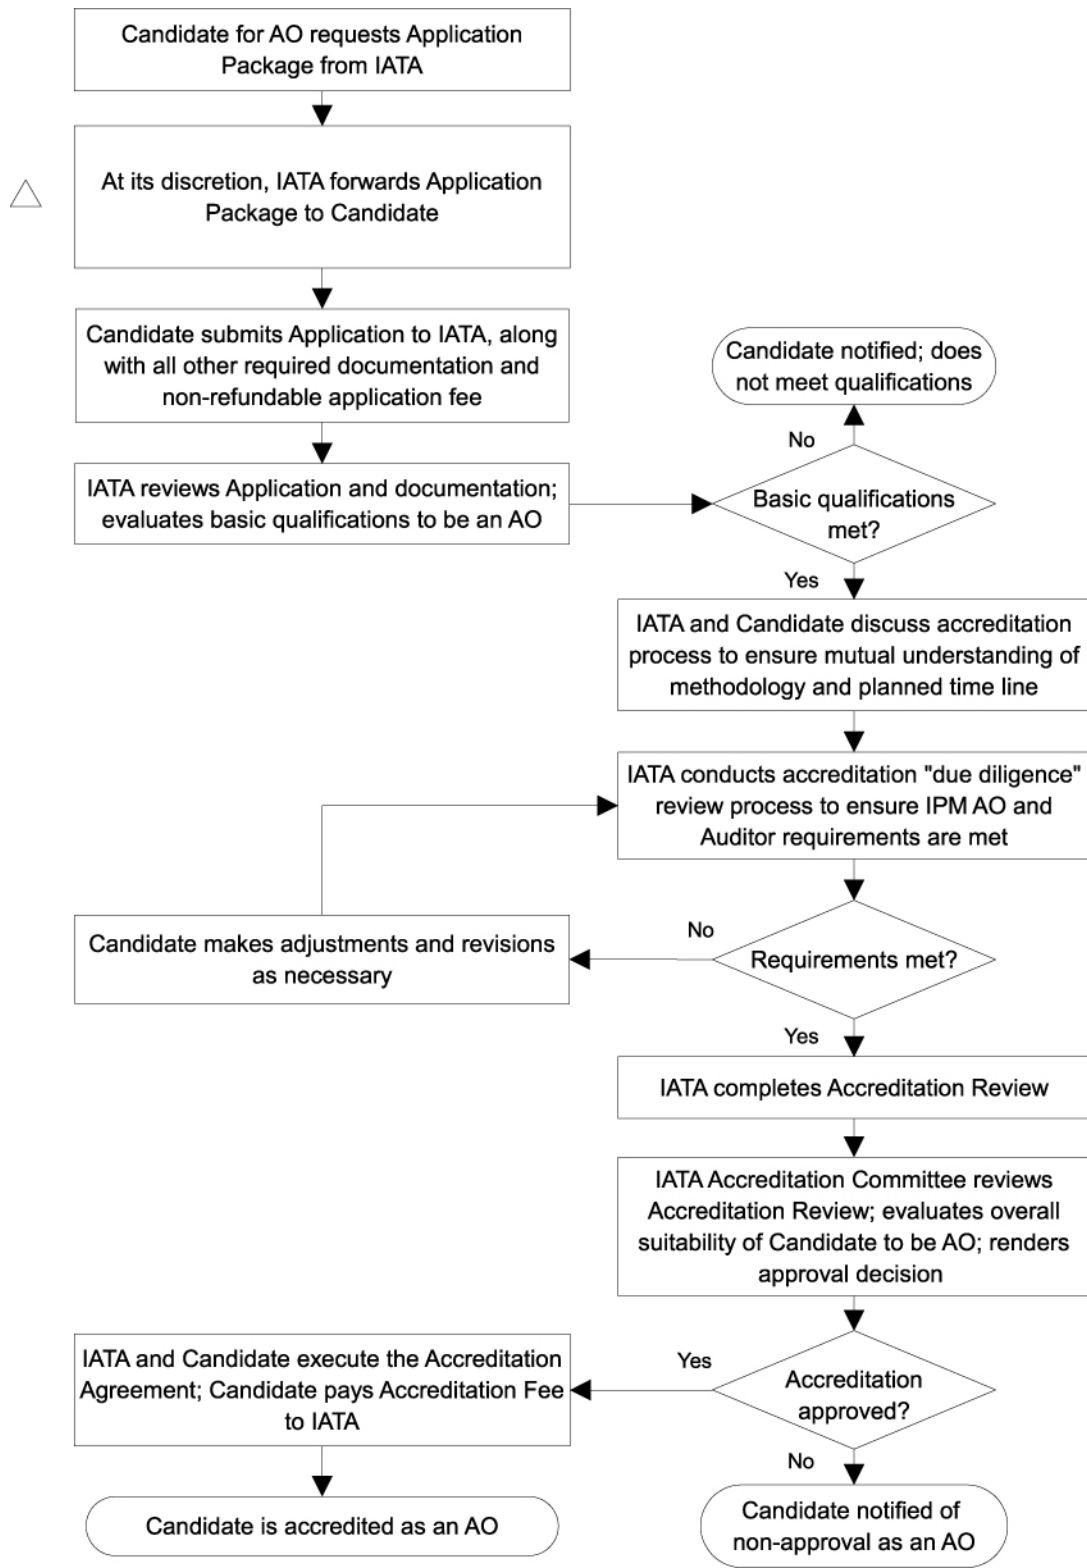 Candidate for AO requests Application
Package from IATA
At its discretion, IATA forwards Application
Package to Candidate
Candidate submits Application to IATA, along
with all other required documentation and
non-refundable application fee
IATA reviews Application and documentation;
evaluates basic qualifications to be an AO
Candidate notified; does
not meet qualifications
No
Basic qualifications
met?
Yes
IATA and Candidate discuss accreditation
process to ensure mutual understanding of
methodology and planned time line
IATA conducts accreditation "due diligence"
review process to ensure IPM AO and
Auditor requirements are met
No
Requirements met?
Candidate makes adjustments and revisions
as necessary
Yes
IATA completes Accreditation Review
IATA Accreditation Committee reviews
Accreditation Review; evaluates overall
suitability of Candidate to be AO; renders
approval decision
Yes
Accreditation
approved?
IATA and Candidate execute the Accreditation
Agreement; Candidate pays Accreditation Fee
to IATA
No
Candidate is accredited as an AO
Candidate notified of
non-approval as an AO